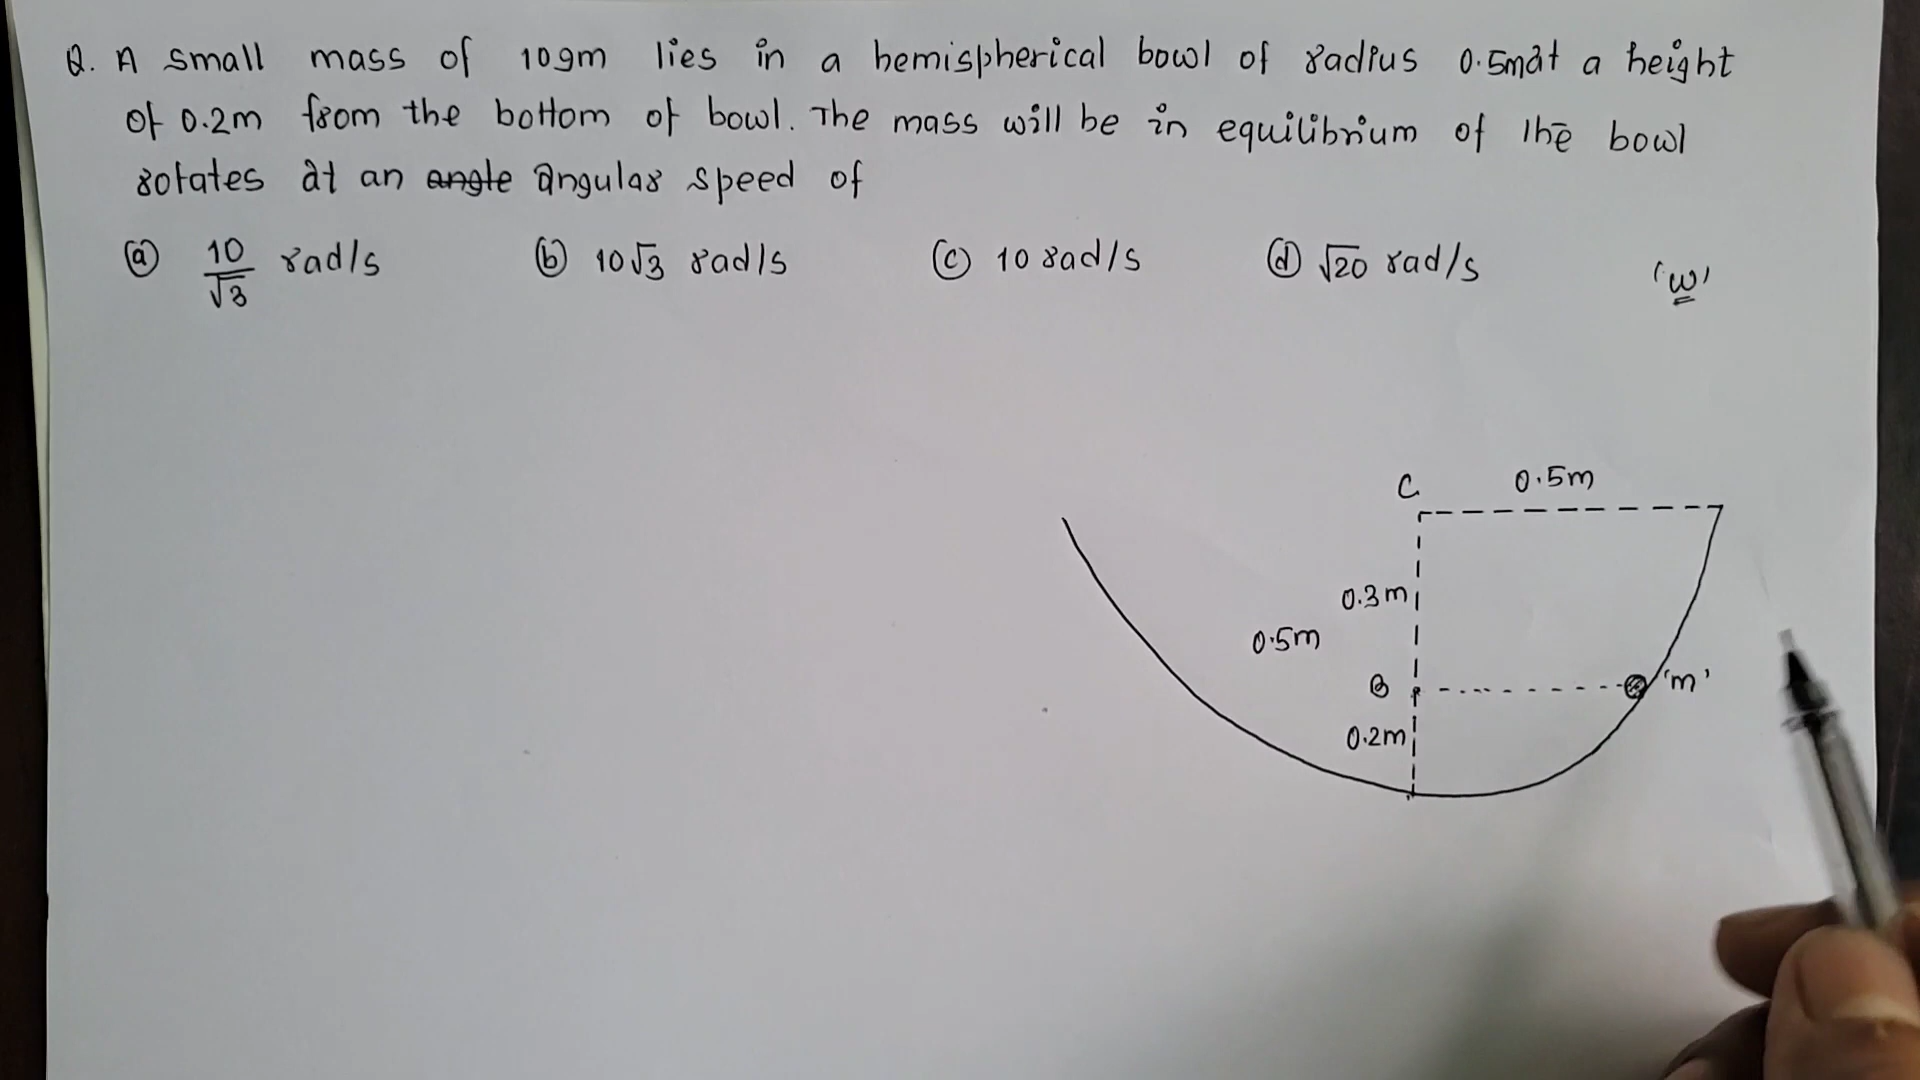 Q. A small mass of 10gm lies in a hemispherical bowl of radius 0.5m at a height
of 0.2m from the bottom of bowl. The mass will be in equilibrium of the bowl
rotates at an angle angular speed of
(a) 10/√3 rad/s (b) 10√3 rad/s (c) 10 rad/s (d) √20 rad/s 'ω'
C 0.5m
0.3m
0.5m
B 'm'
0.2m